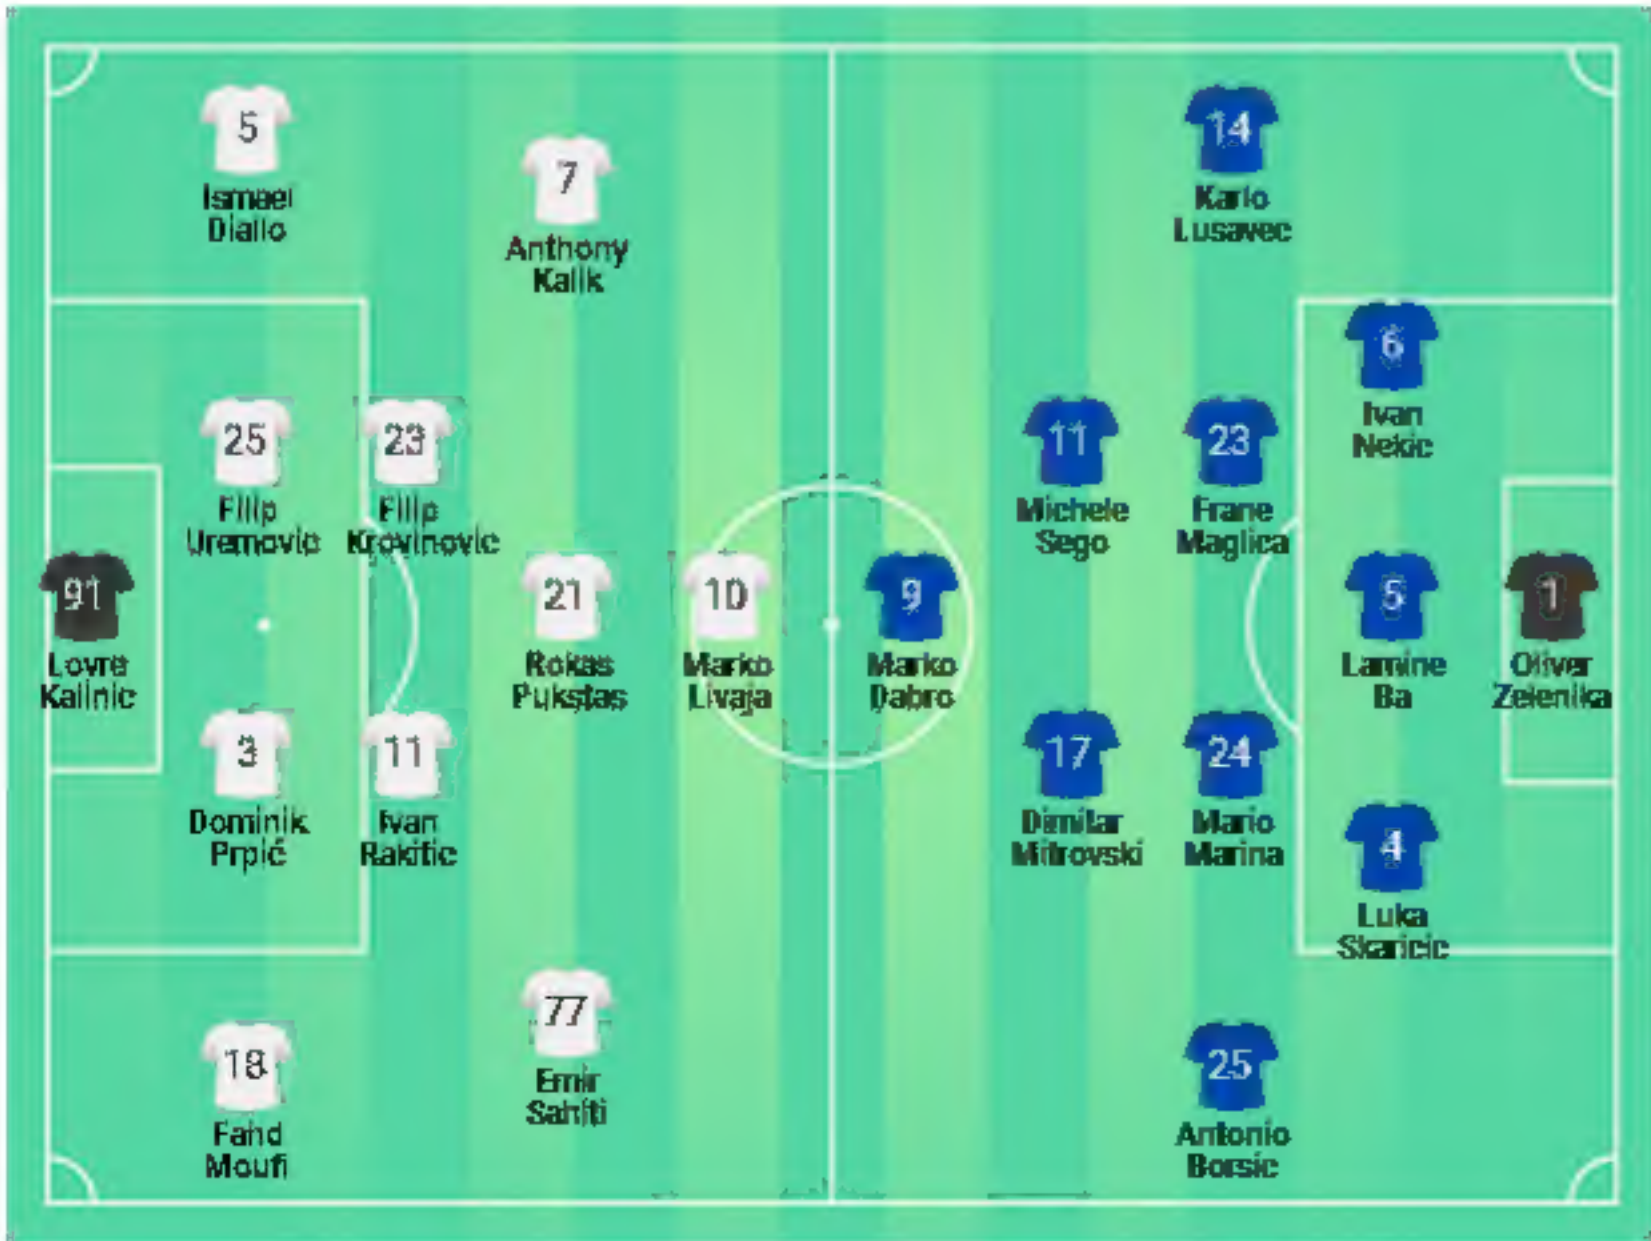 5
Ismael
Diallo
7
Anthony
Kalik
25
Filip
Uremovic
23
Filip
Krovinovic
91
Lovre
Kalinic
21
Rokas
Pukstas
10
Marko
Livaja
3
Dominik
Prpić
11
Ivan
Rakitic
77
Emir
Sahiti
18
Fahd
Moufi
14
Karlo
Lusavec
6
Ivan
Nekic
11
Michele
Sego
23
Frane
Maglica
9
Marko
Dabro
5
Lamine
Ba
1
Oliver
Zelenika
17
Dimitar
Mitrovski
24
Mario
Marina
4
Luka
Skaricic
25
Antonio
Borsic